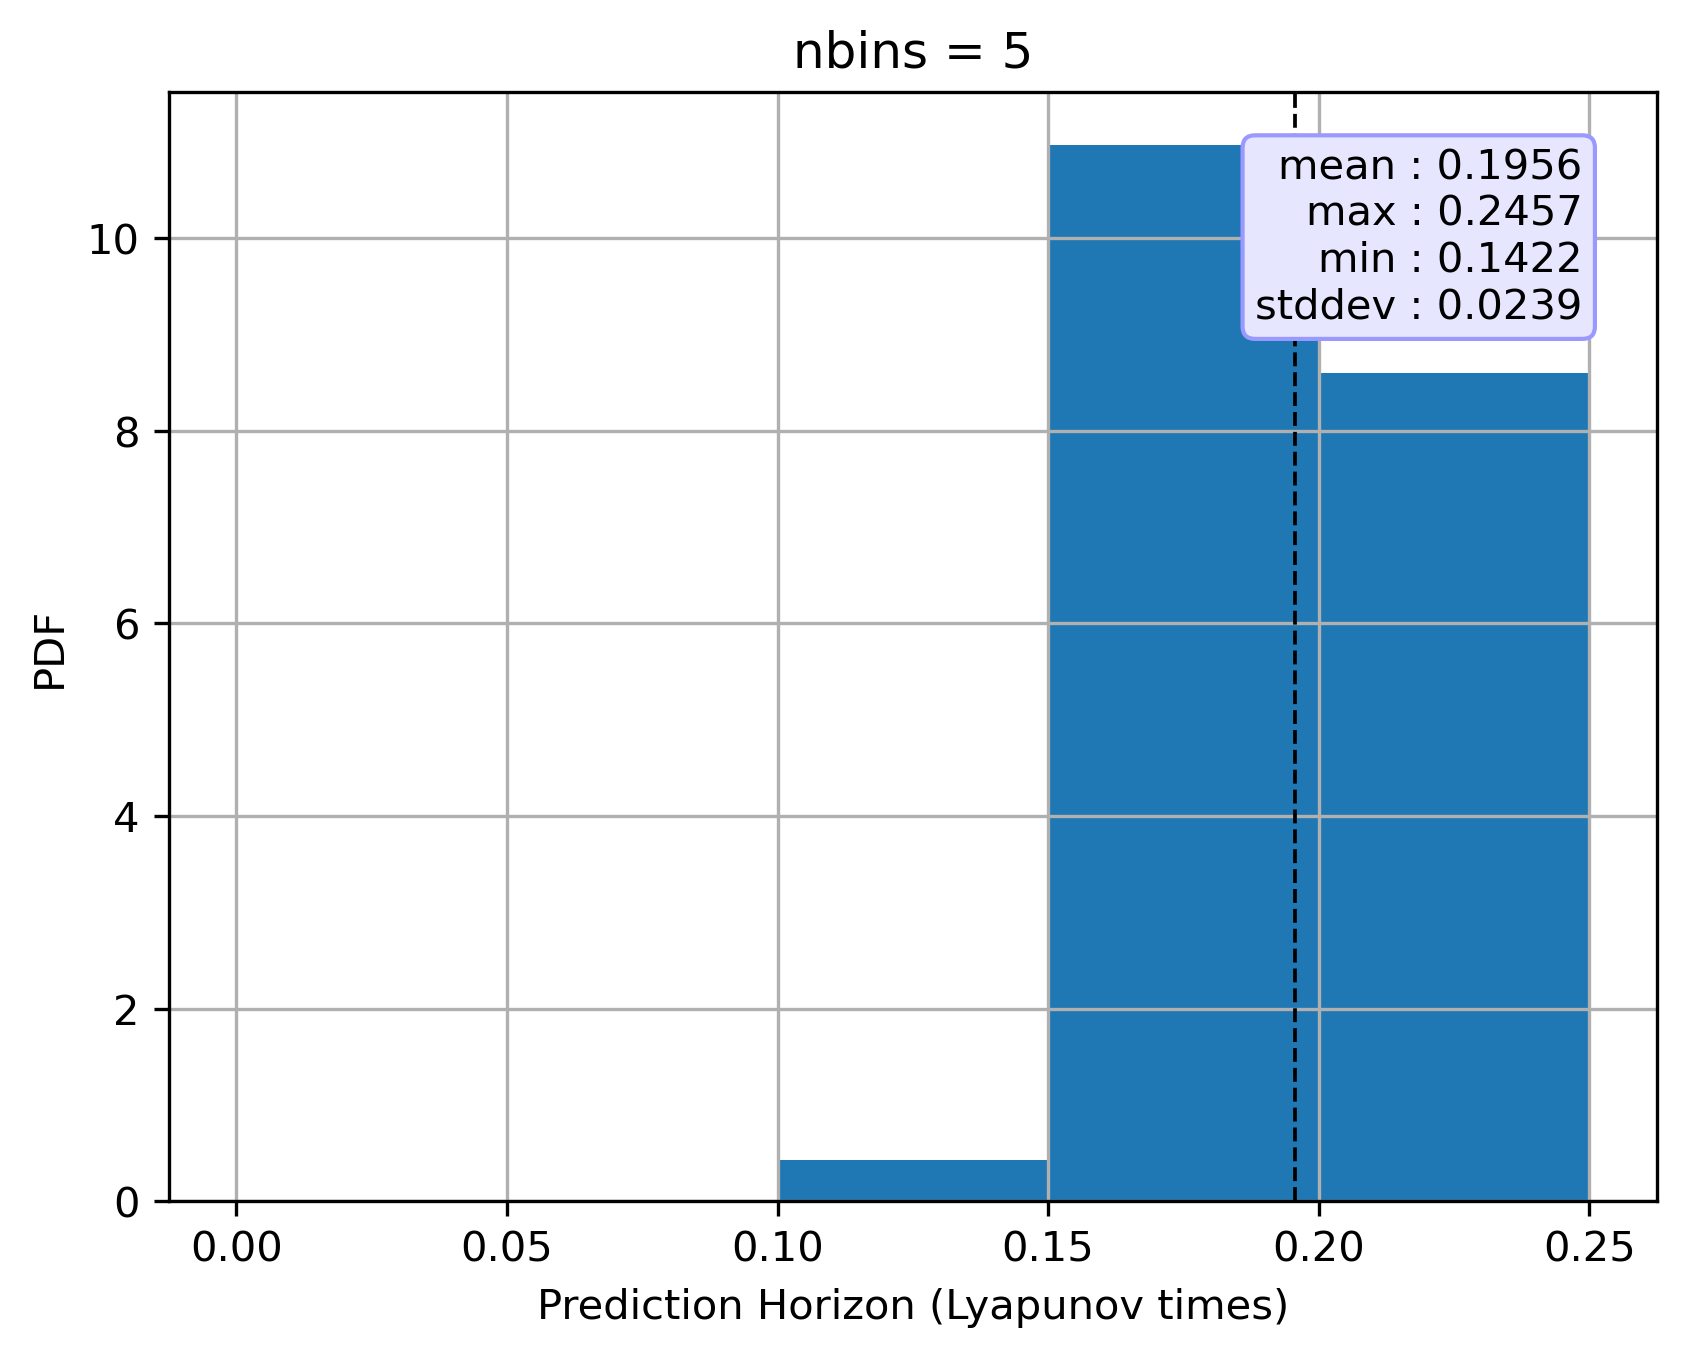 nbins = 5
mean : 0.1956
max : 0.2457
min : 0.1422
stddev : 0.0239
10
8
6
4
2
0
PDF
0.00 0.05 0.10 0.15 0.20 0.25
Prediction Horizon (Lyapunov times)